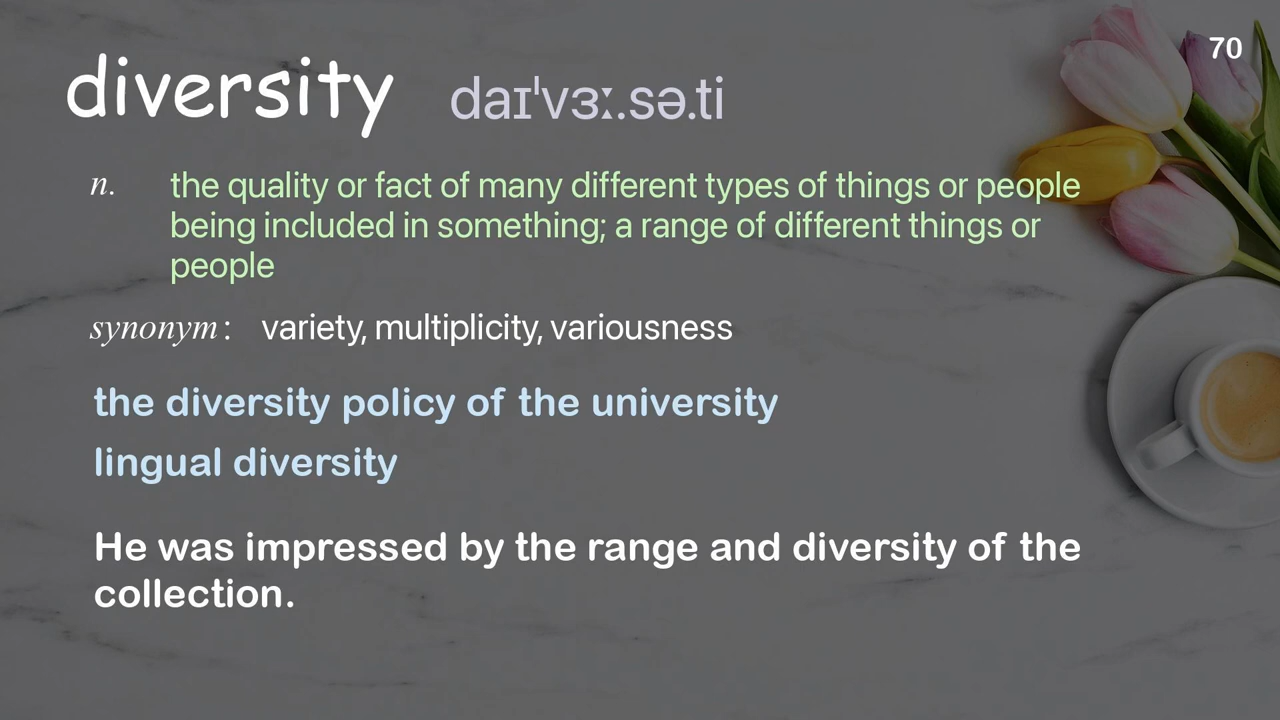 70
diversity daɪˈvɜː.sə.ti
n. the quality or fact of many different types of things or people
being included in something; a range of different things or
people
synonym: variety, multiplicity, variousness
the diversity policy of the university
lingual diversity
He was impressed by the range and diversity of the
collection.